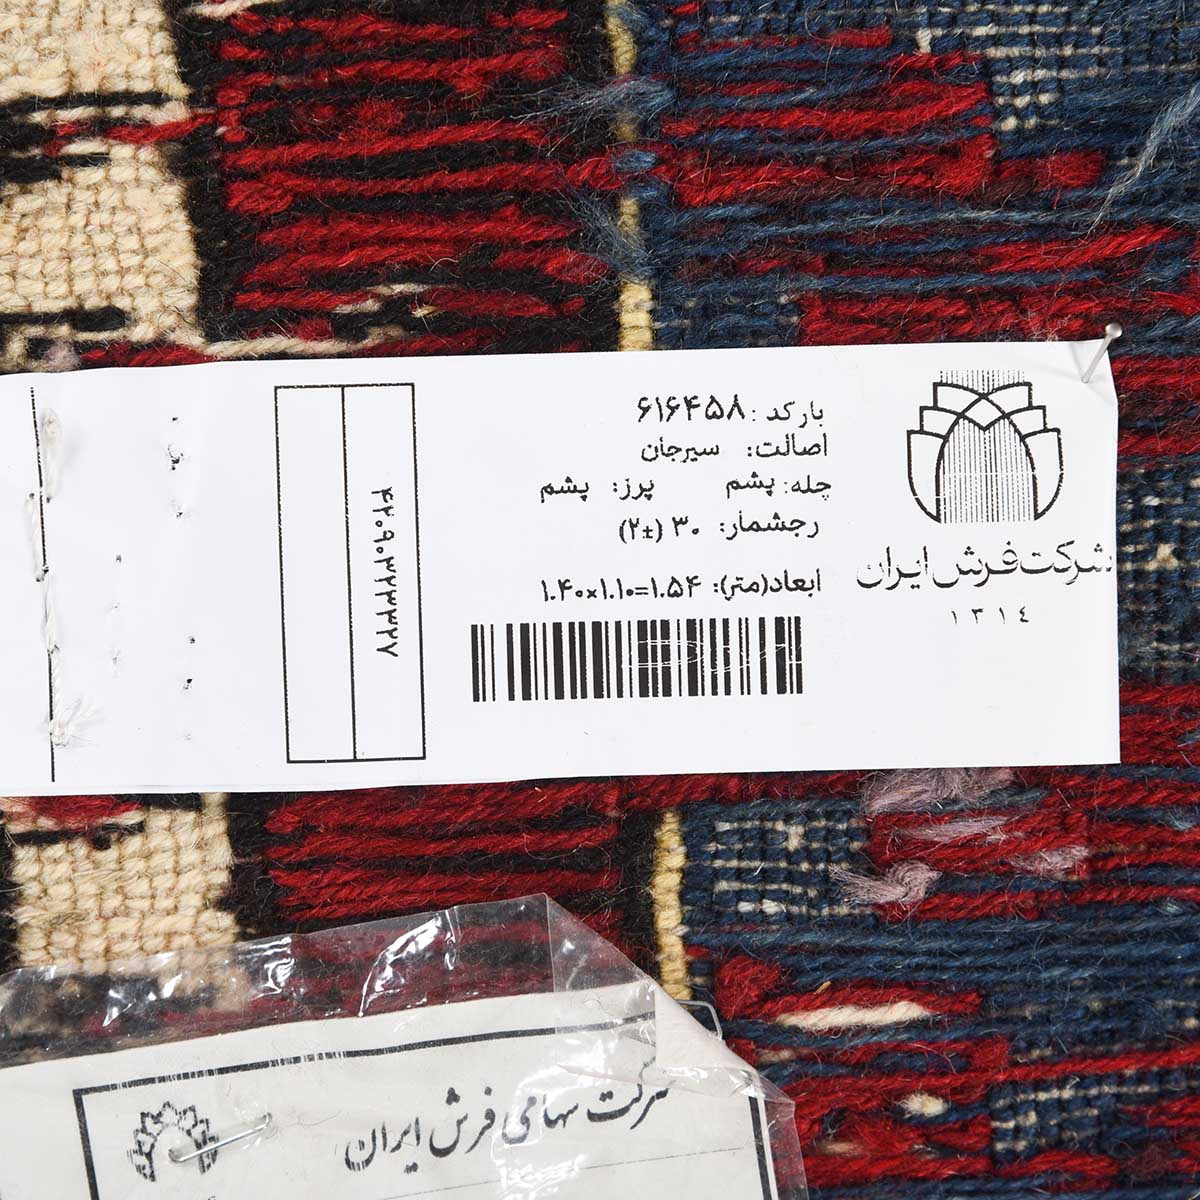 بارکد: ۶۱۶۴۵۸
اصالت: سیرجان
چله: پشم پرز: پشم
رجشمار: ۳۰ (±۲)
ابعاد(متر): ۱.۴۰×۱.۱۰=۱.۵۴
شرکت فرش ایران
۱۳۱۴
شرکت سهامی فرش ایران